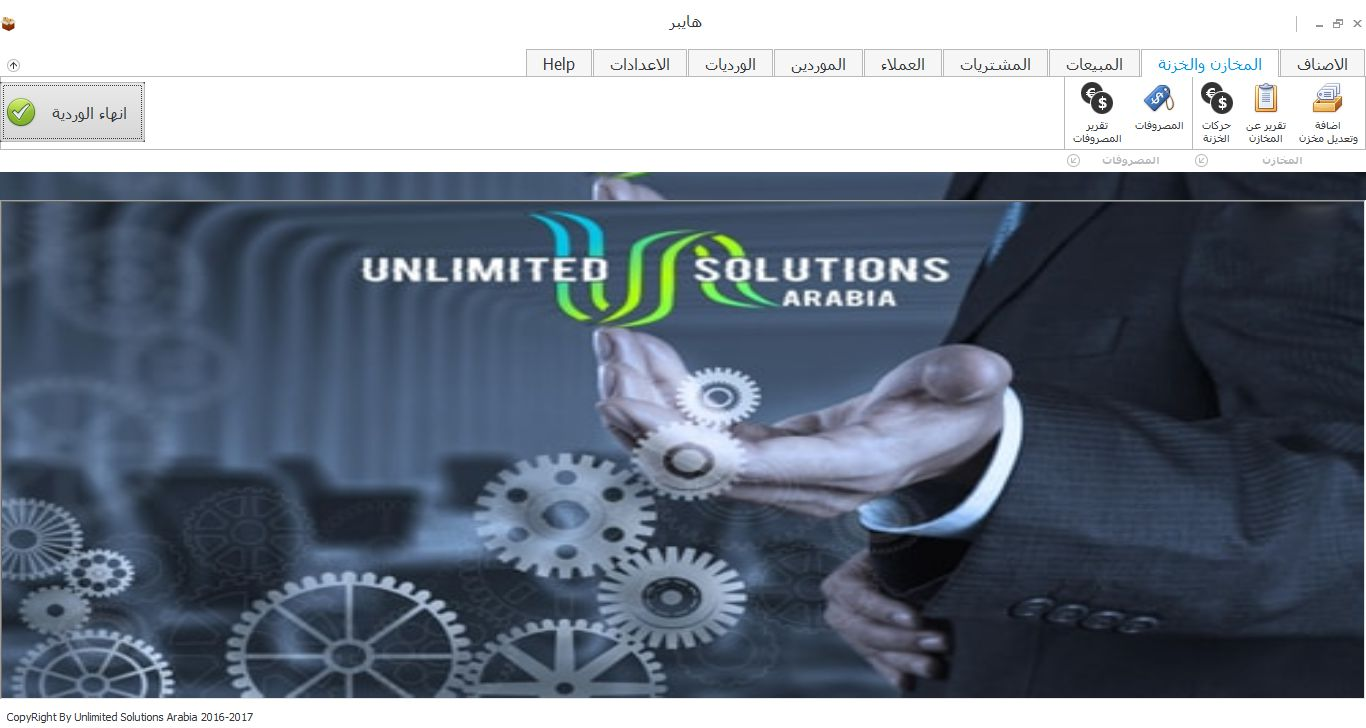 هايبر
الاصناف
المخازن والخزنة
المبيعات
المشتريات
العملاء
الموردين
الورديات
الاعدادات
Help
اضافة
وتعديل مخزن
تقرير عن
المخازن
حركات
الخزنة
المصروفات
تقرير
المصروفات
انهاء الوردية
المخازن
المصروفات
UNLIMITED SOLUTIONS
ARABIA
CopyRight By Unlimited Solutions Arabia 2016-2017